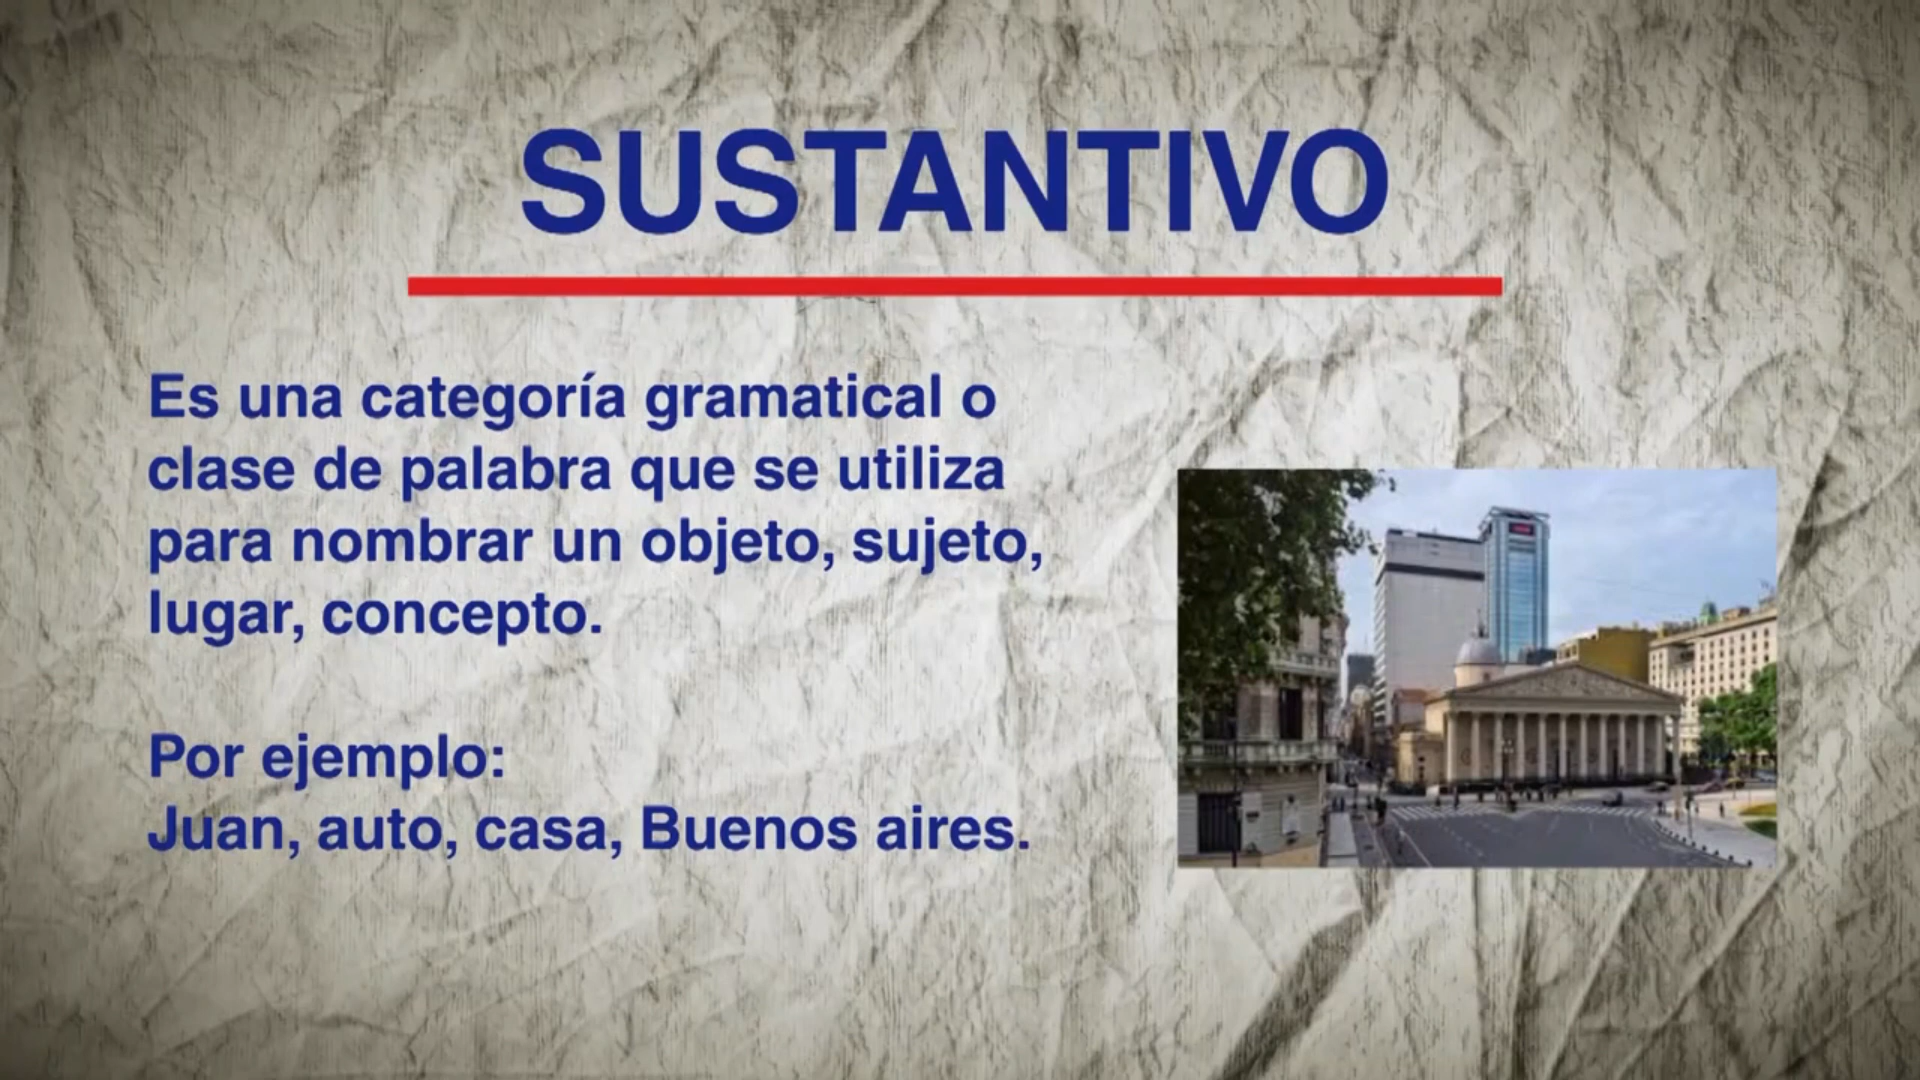 SUSTANTIVO
Es una categoría gramatical o
clase de palabra que se utiliza
para nombrar un objeto, sujeto,
lugar, concepto.
Por ejemplo:
Juan, auto, casa, Buenos aires.